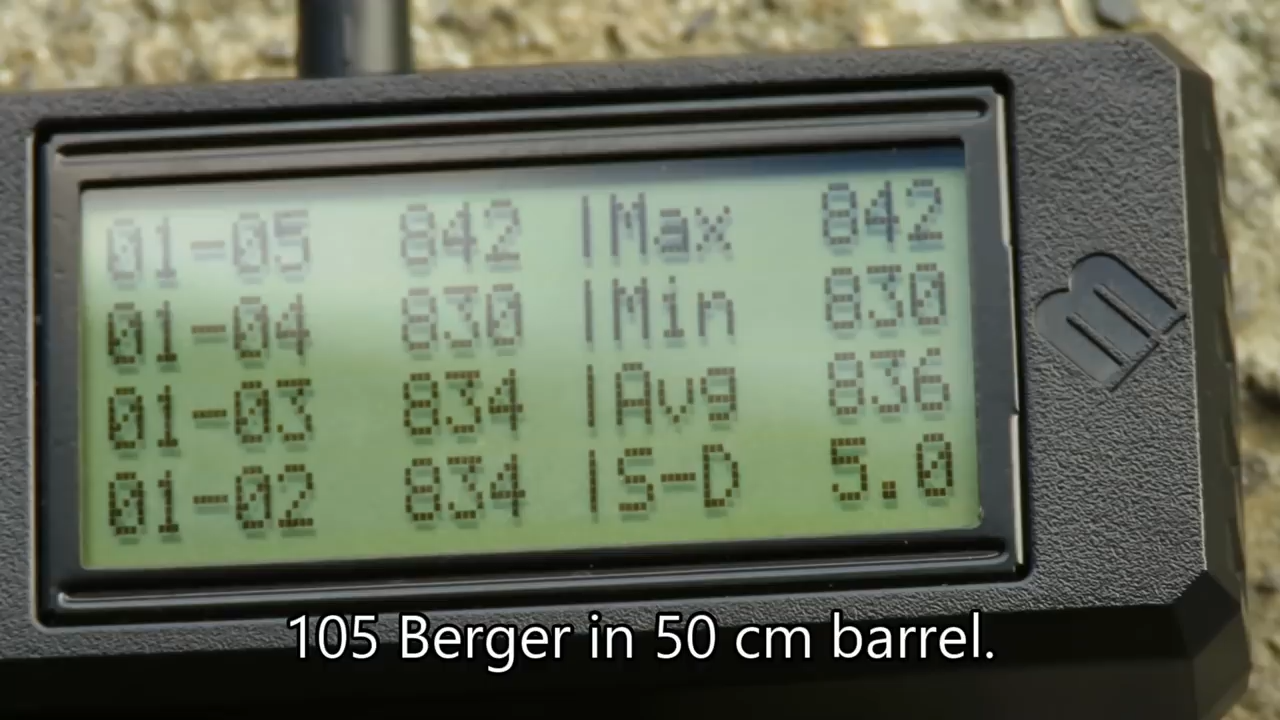 01-05 842 |Max 842
01-04 830 |Min 830
01-03 834 |Avg 836
01-02 834 |S-D 5.0
105 Berger in 50 cm barrel.